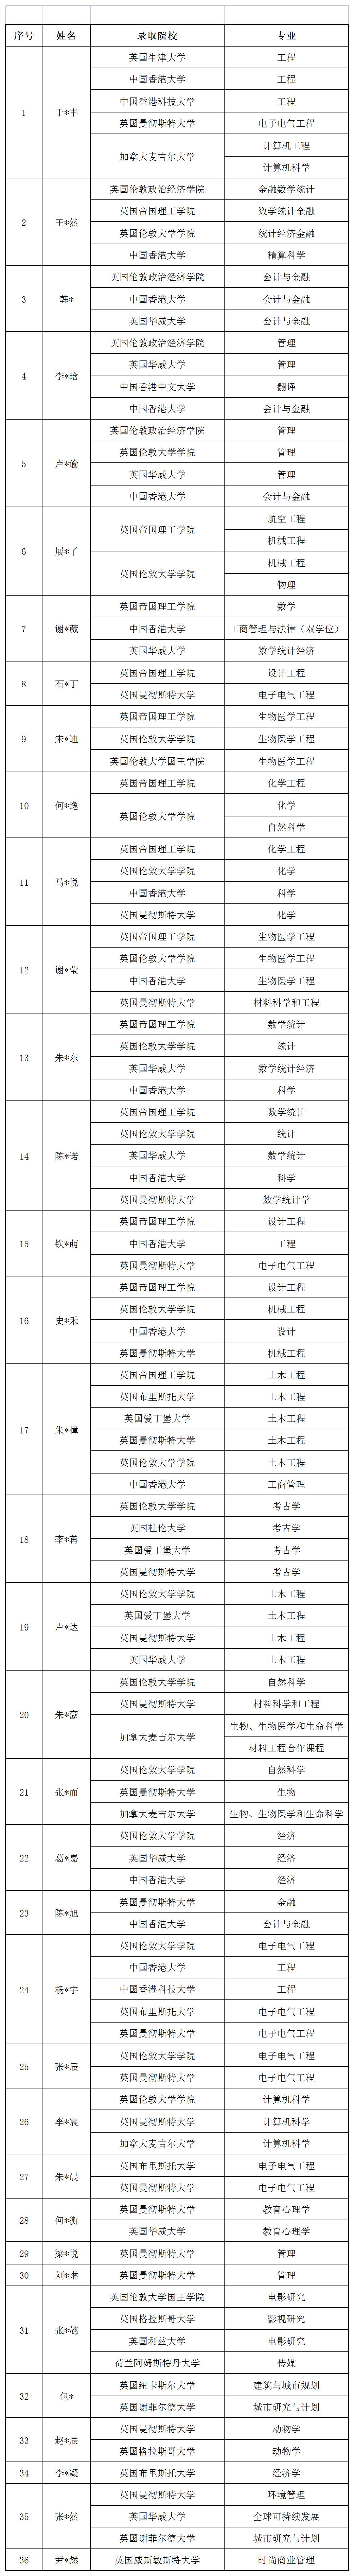 序号 姓名 录取院校 专业
1 于*丰 英国牛津大学 工程
中国香港大学 工程
中国香港科技大学 工程
英国曼彻斯特大学 电子电气工程
加拿大麦吉尔大学 计算机工程
计算机科学
2 王*然 英国伦敦政治经济学院 金融数学统计
英国帝国理工学院 数学统计金融
英国伦敦大学学院 统计经济金融
中国香港大学 精算科学
3 韩* 英国伦敦政治经济学院 会计与金融
中国香港大学 会计与金融
英国华威大学 会计与金融
4 李*晗 英国伦敦政治经济学院 管理
英国华威大学 管理
中国香港中文大学 翻译
中国香港大学 会计与金融
5 卢*谕 英国伦敦政治经济学院 管理
英国伦敦大学学院 管理
英国华威大学 管理
中国香港大学 会计与金融
6 展*了 英国帝国理工学院 航空工程
机械工程
英国伦敦大学学院 机械工程
物理
7 谢*葳 英国帝国理工学院 数学
中国香港大学 工商管理与法律（双学位）
英国华威大学 数学统计经济
8 石*丁 英国帝国理工学院 设计工程
英国曼彻斯特大学 电子电气工程
9 宋*迪 英国帝国理工学院 生物医学工程
英国伦敦大学学院 生物医学工程
英国伦敦大学国王学院 生物医学工程
10 何*逸 英国帝国理工学院 化学工程
英国伦敦大学学院 化学
自然科学
11 马*悦 英国帝国理工学院 化学工程
英国伦敦大学学院 化学
中国香港大学 科学
英国曼彻斯特大学 化学
12 谢*莹 英国帝国理工学院 生物医学工程
英国伦敦大学学院 生物医学工程
中国香港大学 生物医学工程
英国曼彻斯特大学 材料科学和工程
13 朱*东 英国帝国理工学院 数学统计
英国伦敦大学学院 统计
英国华威大学 数学统计经济
中国香港大学 科学
14 陈*诺 英国帝国理工学院 数学统计
英国伦敦大学学院 统计
英国华威大学 数学统计
中国香港大学 科学
英国曼彻斯特大学 数学统计学
15 铁*萌 英国帝国理工学院 设计工程
中国香港大学 工程
英国曼彻斯特大学 电子电气工程
16 史*禾 英国帝国理工学院 设计工程
英国伦敦大学学院 机械工程
中国香港大学 设计
英国曼彻斯特大学 机械工程
17 朱*樟 英国帝国理工学院 土木工程
英国布里斯托大学 土木工程
英国爱丁堡大学 土木工程
英国曼彻斯特大学 土木工程
英国伦敦大学学院 土木工程
中国香港大学 工商管理
18 李*苒 英国伦敦大学学院 考古学
英国杜伦大学 考古学
英国爱丁堡大学 考古学
英国曼彻斯特大学 考古学
19 卢*达 英国伦敦大学学院 土木工程
英国爱丁堡大学 土木工程
英国曼彻斯特大学 土木工程
英国华威大学 土木工程
20 朱*豪 英国伦敦大学学院 自然科学
英国曼彻斯特大学 材料科学和工程
加拿大麦吉尔大学 生物、生物医学和生命科学
材料工程合作课程
21 张*而 英国伦敦大学学院 自然科学
英国曼彻斯特大学 生物
加拿大麦吉尔大学 生物、生物医学和生命科学
22 葛*嘉 英国伦敦大学学院 经济
英国华威大学 经济
中国香港大学 经济
23 陈*旭 英国曼彻斯特大学 金融
中国香港大学 会计与金融
24 杨*宇 英国伦敦大学学院 电子电气工程
中国香港大学 工程
中国香港科技大学 工程
英国布里斯托大学 电子电气工程
英国曼彻斯特大学 电子电气工程
25 张*辰 英国伦敦大学学院 电子电气工程
英国曼彻斯特大学 电子电气工程
26 李*宸 英国伦敦大学学院 计算机科学
英国曼彻斯特大学 计算机科学
加拿大麦吉尔大学 计算机科学
27 朱*晨 英国布里斯托大学 电子电气工程
英国曼彻斯特大学 电子电气工程
28 何*衡 英国曼彻斯特大学 教育心理学
英国华威大学 教育心理学
29 梁*悦 英国曼彻斯特大学 管理
30 刘*琳 英国曼彻斯特大学 管理
31 张*懿 英国伦敦大学国王学院 电影研究
英国格拉斯哥大学 影视研究
英国利兹大学 电影研究
荷兰阿姆斯特丹大学 传媒
32 包* 英国纽卡斯尔大学 建筑与城市规划
英国谢菲尔德大学 城市研究与计划
33 赵*辰 英国曼彻斯特大学 动物学
英国格拉斯哥大学 动物学
34 李*凝 英国布里斯托大学 经济学
35 张*然 英国曼彻斯特大学 环境管理
英国华威大学 全球可持续发展
英国谢菲尔德大学 城市研究与计划
36 尹*然 英国威斯敏斯特大学 时尚商业管理